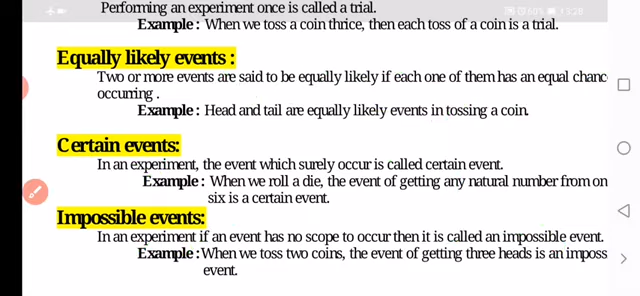 Performing an experiment once is called a trial.
Example : When we toss a coin thrice, then each toss of a coin is a trial.
60% 13:28
Equally likely events :
Two or more events are said to be equally likely if each one of them has an equal chanc
occurring .
Example : Head and tail are equally likely events in tossing a coin.
Certain events:
In an experiment, the event which surely occur is called certain event.
Example : When we roll a die, the event of getting any natural number from on
six is a certain event.
Impossible events:
In an experiment if an event has no scope to occur then it is called an impossible event.
Example :When we toss two coins, the event of getting three heads is an imposs
event.